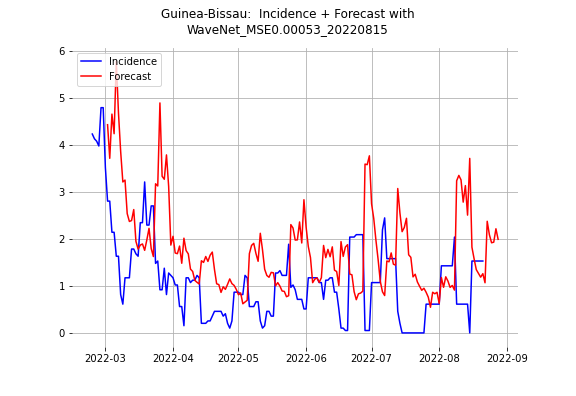 Guinea-Bissau:  Incidence + Forecast with
WaveNet_MSE0.00053_20220815
Incidence
Forecast
6
5
4
3
2
1
0
2022-03 2022-04 2022-05 2022-06 2022-07 2022-08 2022-09